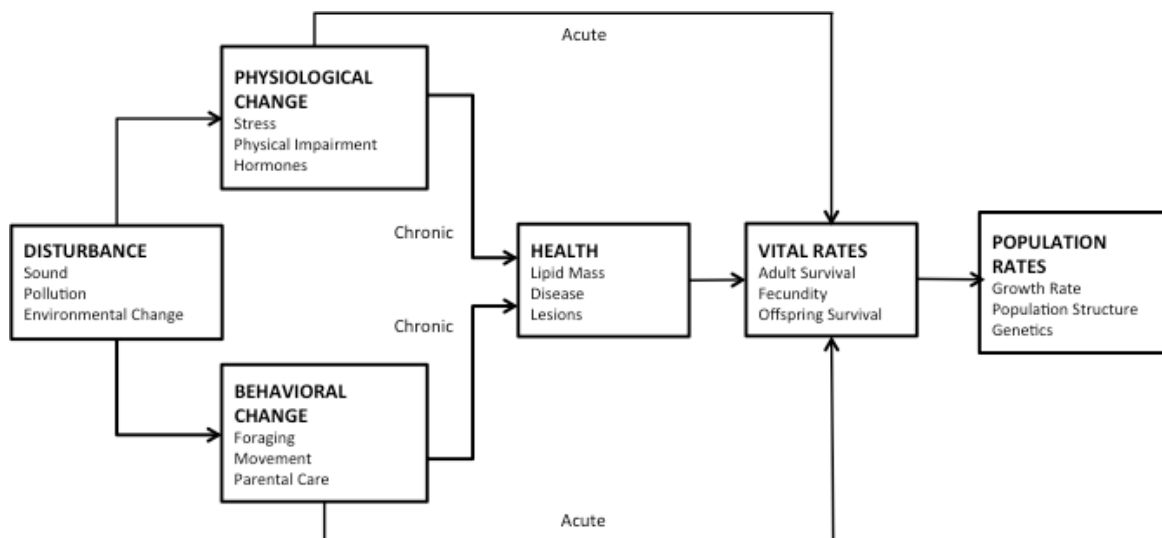 Acute
PHYSIOLOGICAL
CHANGE
Stress
Physical Impairment
Hormones
Chronic
DISTURBANCE
Sound
Pollution
Environmental Change
HEALTH
Lipid Mass
Disease
Lesions
VITAL RATES
Adult Survival
Fecundity
Offspring Survival
POPULATION
RATES
Growth Rate
Population Structure
Genetics
Chronic
BEHAVIORAL
CHANGE
Foraging
Movement
Parental Care
Acute